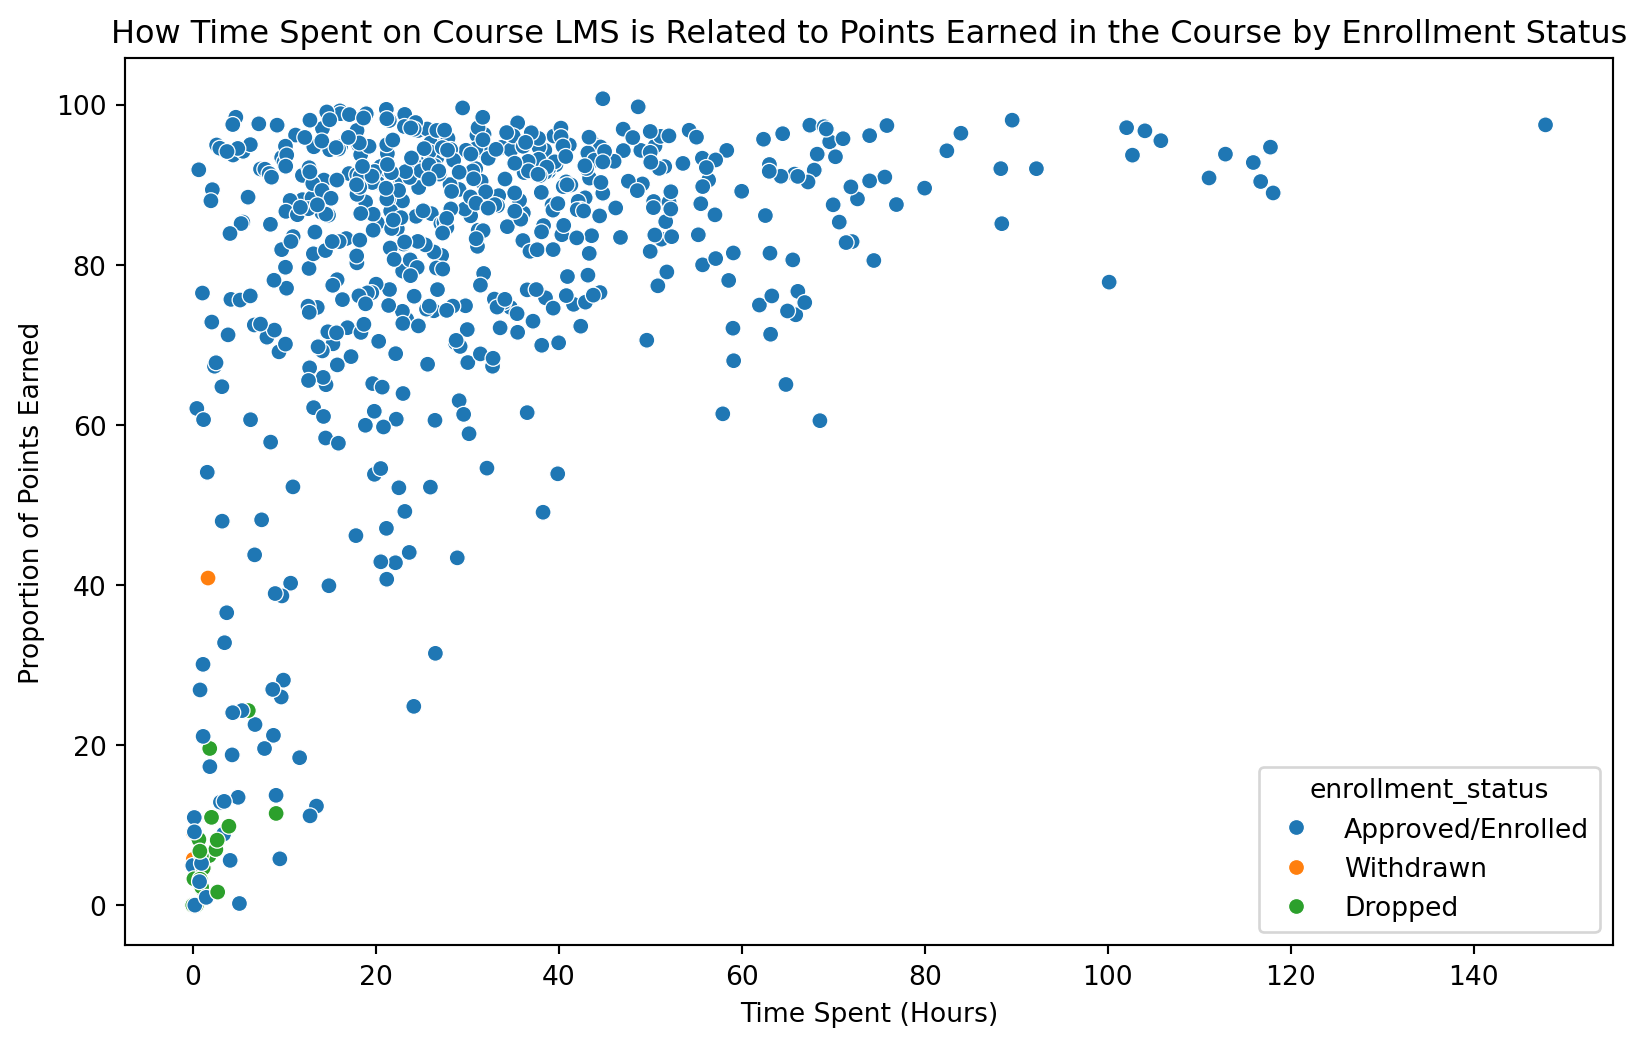 How Time Spent on Course LMS is Related to Points Earned in the Course by Enrollment Status
100
80
60
40
20
0
Proportion of Points Earned
0 20 40 60 80 100 120 140
Time Spent (Hours)
enrollment_status
Approved/Enrolled
Withdrawn
Dropped